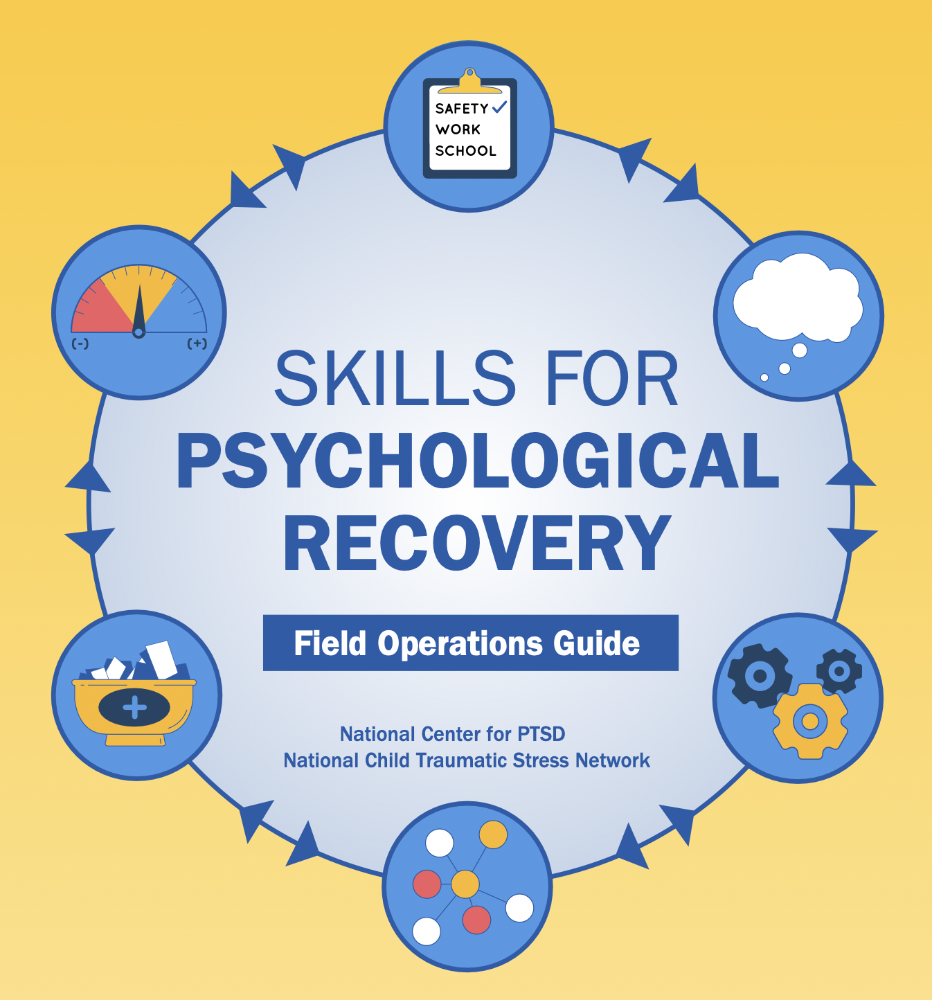 SAFETY ✓
WORK
SCHOOL
(-) (+)
SKILLS FOR
PSYCHOLOGICAL
RECOVERY
Field Operations Guide
National Center for PTSD
National Child Traumatic Stress Network